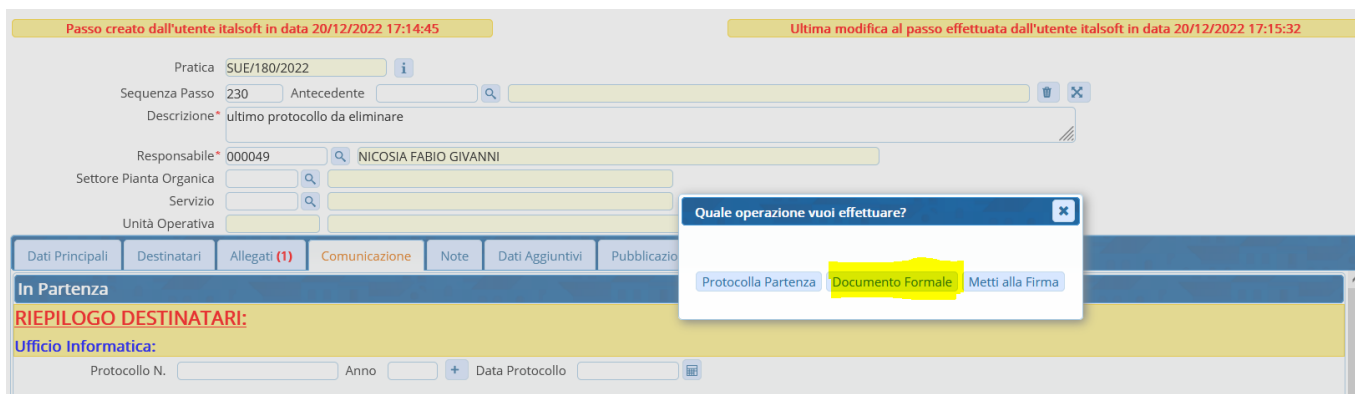 Passo creato dall'utente italsoft in data 20/12/2022 17:14:45
Ultima modifica al passo effettuata dall'utente italsoft in data 20/12/2022 17:15:32
Pratica SUE/180/2022 i
Sequenza Passo 230 Antecedente
Descrizione* ultimo protocollo da eliminare
Responsabile* 000049 NICOSIA FABIO GIVANNI
Settore Pianta Organica
Servizio
Unità Operativa
Quale operazione vuoi effettuare?
Protocolla Partenza Documento Formale Metti alla Firma
Dati Principali Destinatari Allegati (1) Comunicazione Note Dati Aggiuntivi Pubblicazio
In Partenza
RIEPILOGO DESTINATARI:
Ufficio Informatica:
Protocollo N. Anno + Data Protocollo